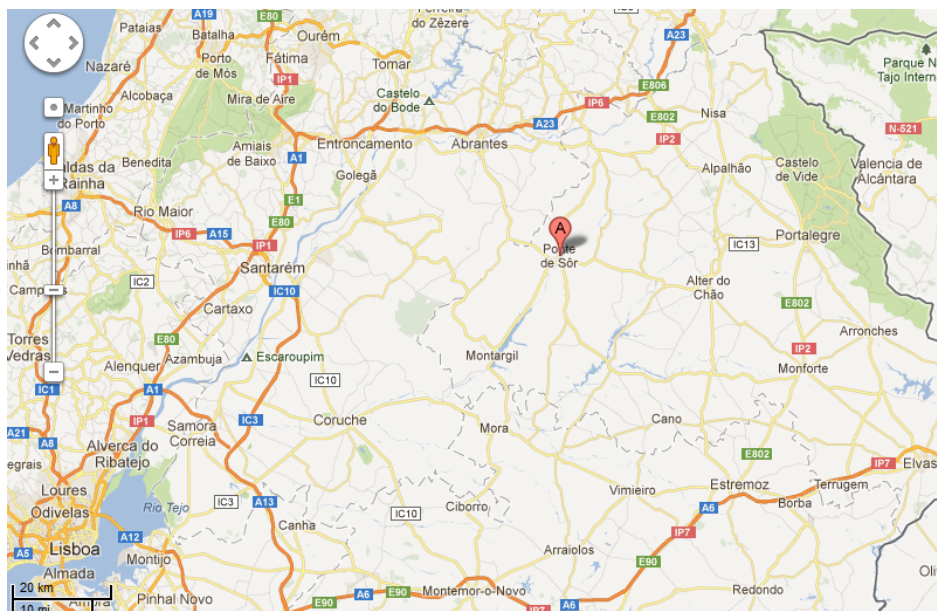 Pataias
A19
E80
Batalha
Ourém
Ferreira
do Zêzere
A23
Nazaré
Porto
de Mós
Fátima
IP1
Tomar
Parque N
Tajo Intern
Alcobaça
Mira de Aire
Castelo
do Bode
E806
IP6
Martinho
do Porto
E802
Nisa
A23
IP2
N-521
Amiais
de Baixo
A1
Entroncamento
Abrantes
Benedita
Caldas da
Rainha
Golegã
Alpalhão
Castelo
de Vide
Valencia de
Alcántara
A8
E1
Rio Maior
E80
IP6
A15
IP1
A
Portalegre
IC13
Bombarral
Ponte
de Sôr
Santarém
IC2
IC10
Alter do
Chão
Cartaxo
E802
Torres
Vedras
E80
Arronches
Alenquer
Azambuja
Escaroupim
Montargil
IP2
Monforte
IC1
A1
IC10
IP1
IC3
Coruche
Samora
Correia
Mora
Cano
A21
A8
Alverca do
Ribatejo
E802
IP7
Elvas
Loures
Odivelas
Rio Tejo
IC3
A13
IC10
Ciborro
Vimieiro
Estremoz
Terrugem
Borba
A6
Canha
IP7
Lisboa
A12
A5
Montijo
Arraiolos
Almada
20 km
10 mi
Pinhal Novo
A6
E90
Montemor-o-Novo
E90
IP7
A6
Redondo